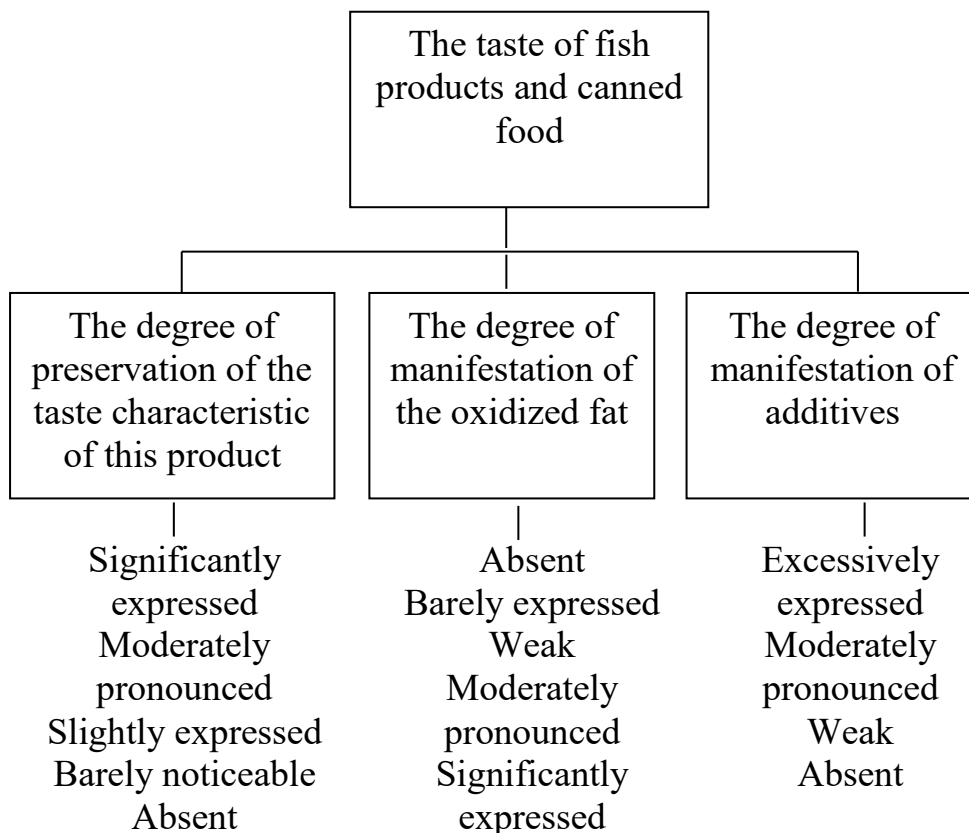 The taste of fish
products and canned
food
The degree of
preservation of the
taste characteristic
of this product
The degree of
manifestation of
the oxidized fat
The degree of
manifestation of
additives
Significantly
expressed
Moderately
pronounced
Slightly expressed
Barely noticeable
Absent
Absent
Barely expressed
Weak
Moderately
pronounced
Significantly
expressed
Excessively
expressed
Moderately
pronounced
Weak
Absent